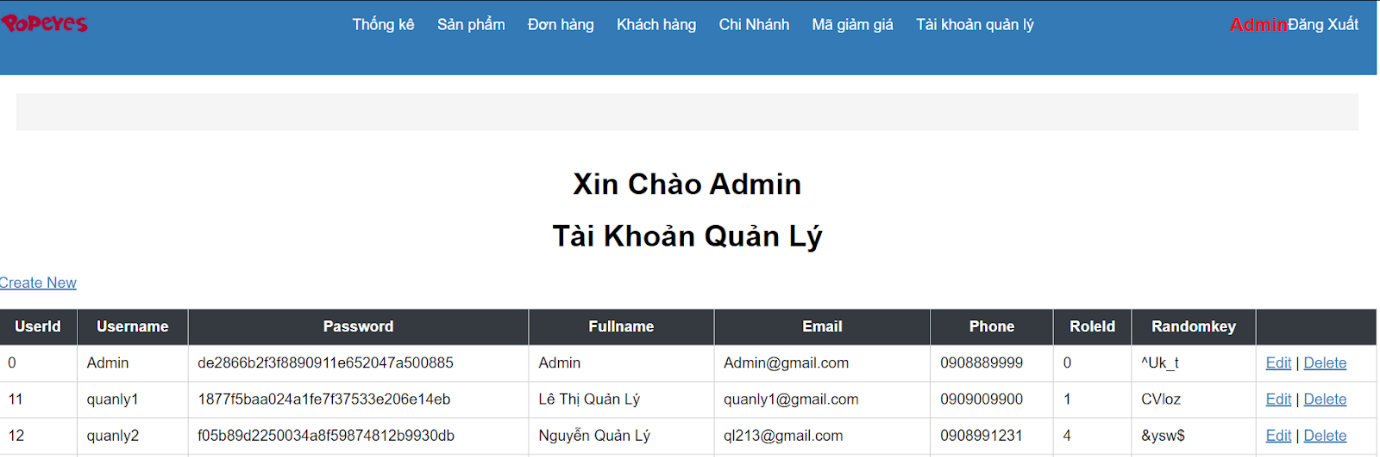 POPEYES Thống kê Sản phẩm Đơn hàng Khách hàng Chi Nhánh Mã giảm giá Tài khoản quản lý AdminĐăng Xuất
Xin Chào Admin
Tài Khoản Quản Lý
Create New
UserId Username Password Fullname Email Phone RoleId Randomkey
0 Admin de2866b2f3f8890911e652047a500885 Admin Admin@gmail.com 0908889999 0 ^Uk_t Edit | Delete
11 quanly1 1877f5baa024a1fe7f37533e206e14eb Lê Thị Quản Lý quanly1@gmail.com 0909009900 1 CVloz Edit | Delete
12 quanly2 f05b89d2250034a8f59874812b9930db Nguyễn Quản Lý ql213@gmail.com 0908991231 4 &ysw$ Edit | Delete